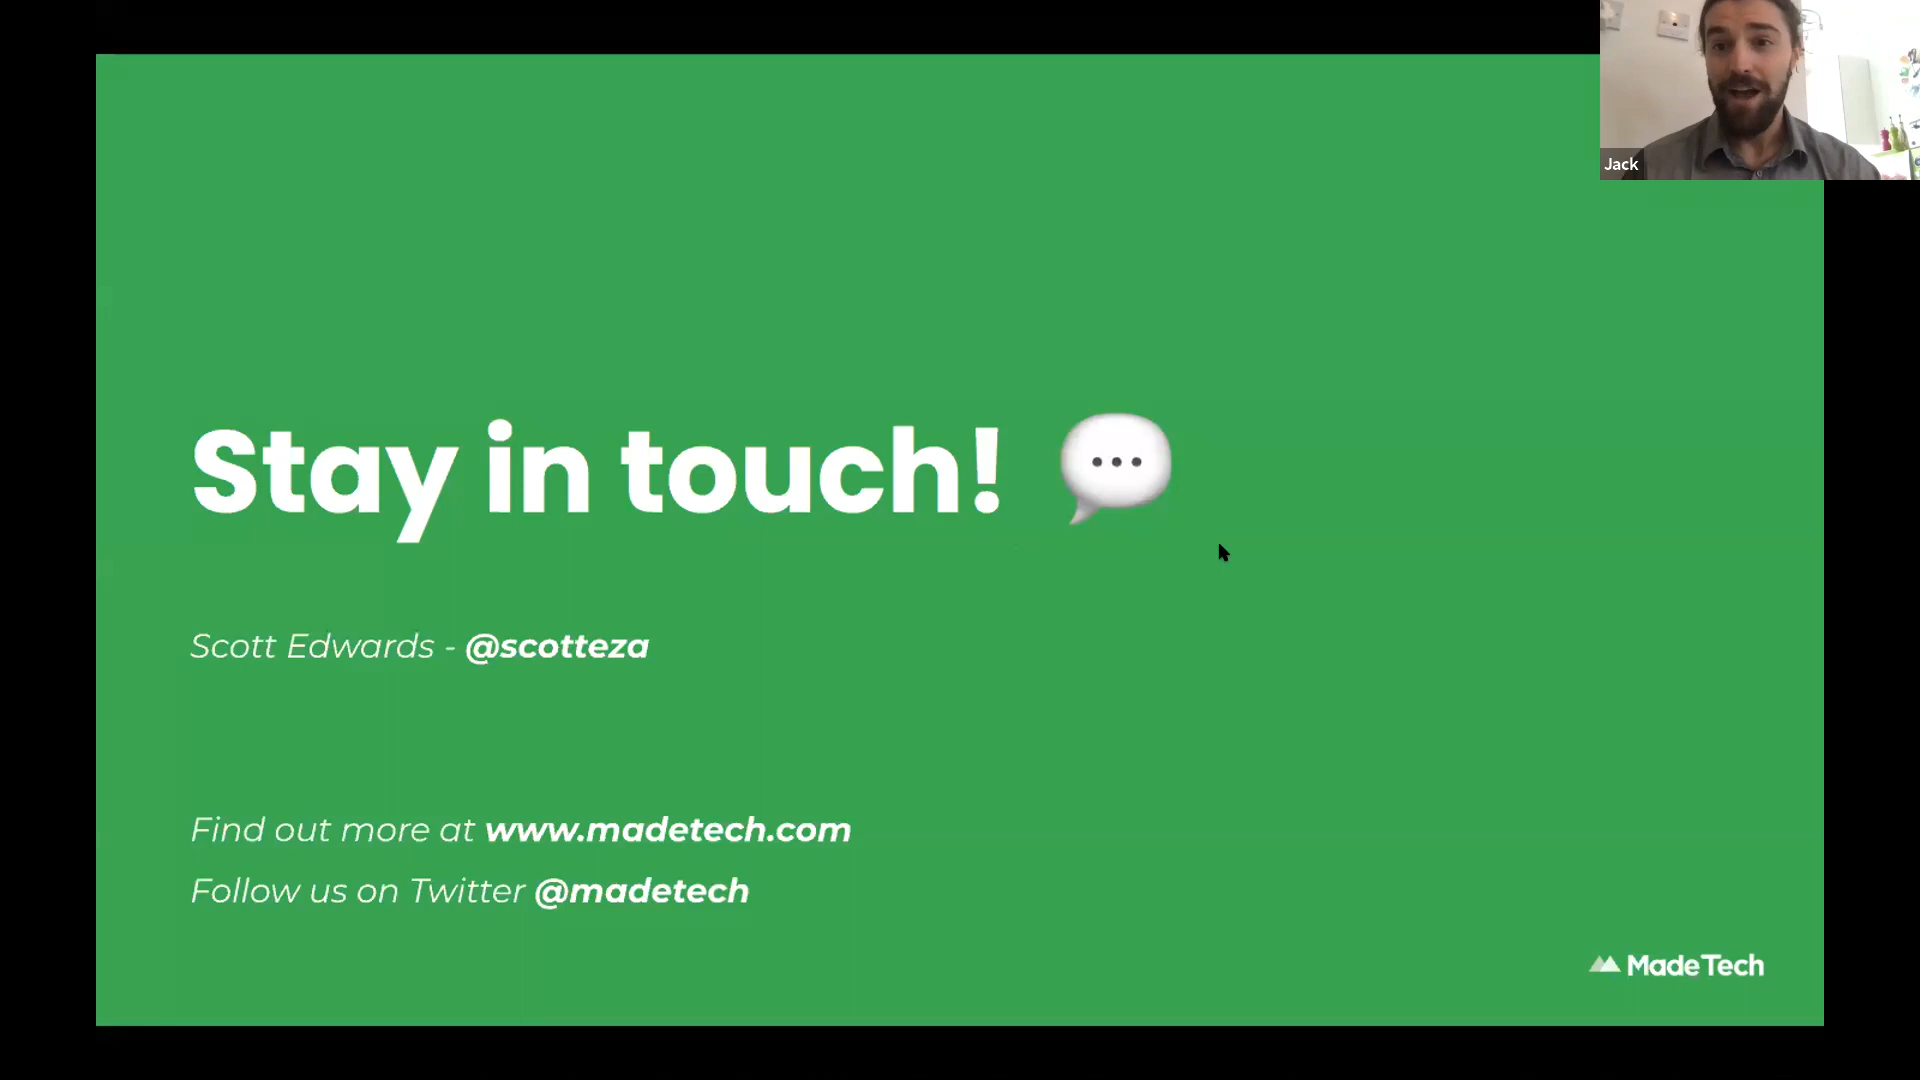 Jack
Stay in touch!
Scott Edwards - @scotteza
Find out more at www.madetech.com
Follow us on Twitter @madetech
MadeTech